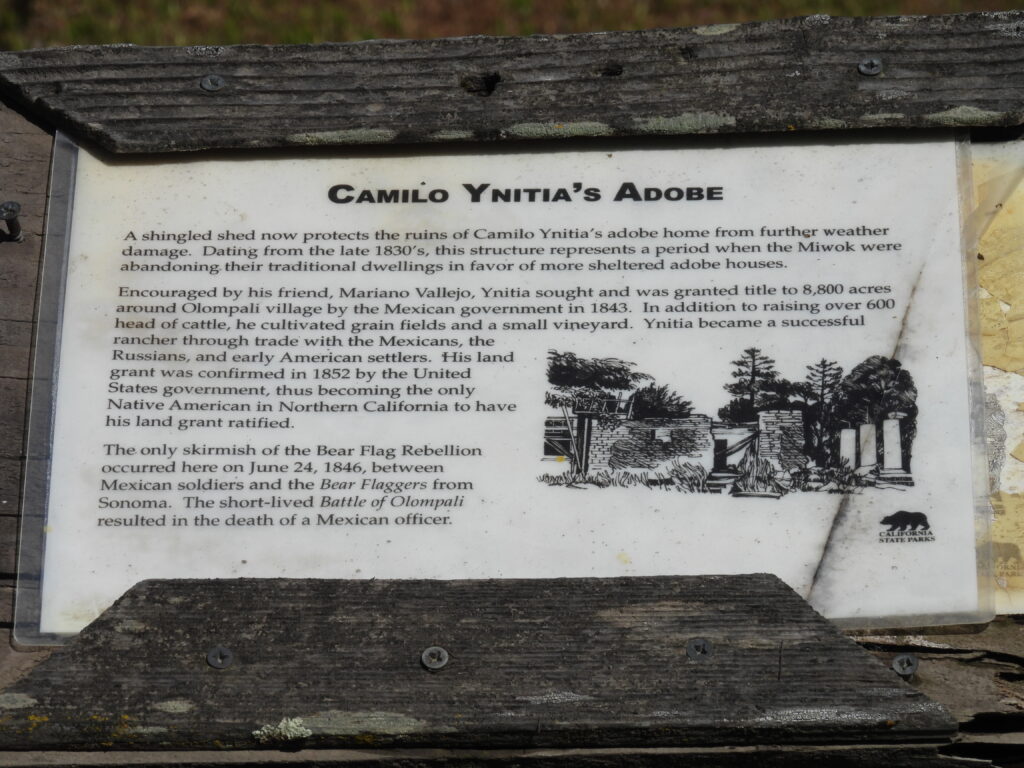 CAMILO YNITIA'S ADOBE
A shingled shed now protects the ruins of Camilo Ynitia's adobe home from further weather
damage. Dating from the late 1830's, this structure represents a period when the Miwok were
abandoning their traditional dwellings in favor of more sheltered adobe houses.
Encouraged by his friend, Mariano Vallejo, Ynitia sought and was granted title to 8,800 acres
around Olompali village by the Mexican government in 1843. In addition to raising over 600
head of cattle, he cultivated grain fields and a small vineyard. Ynitia became a successful
rancher through trade with the Mexicans, the
Russians, and early American settlers. His land
grant was confirmed in 1852 by the United
States government, thus becoming the only
Native American in Northern California to have
his land grant ratified.
The only skirmish of the Bear Flag Rebellion
occurred here on June 24, 1846, between
Mexican soldiers and the Bear Flaggers from
Sonoma. The short-lived Battle of Olompali
resulted in the death of a Mexican officer.
CALIFORNIA
STATE PARKS